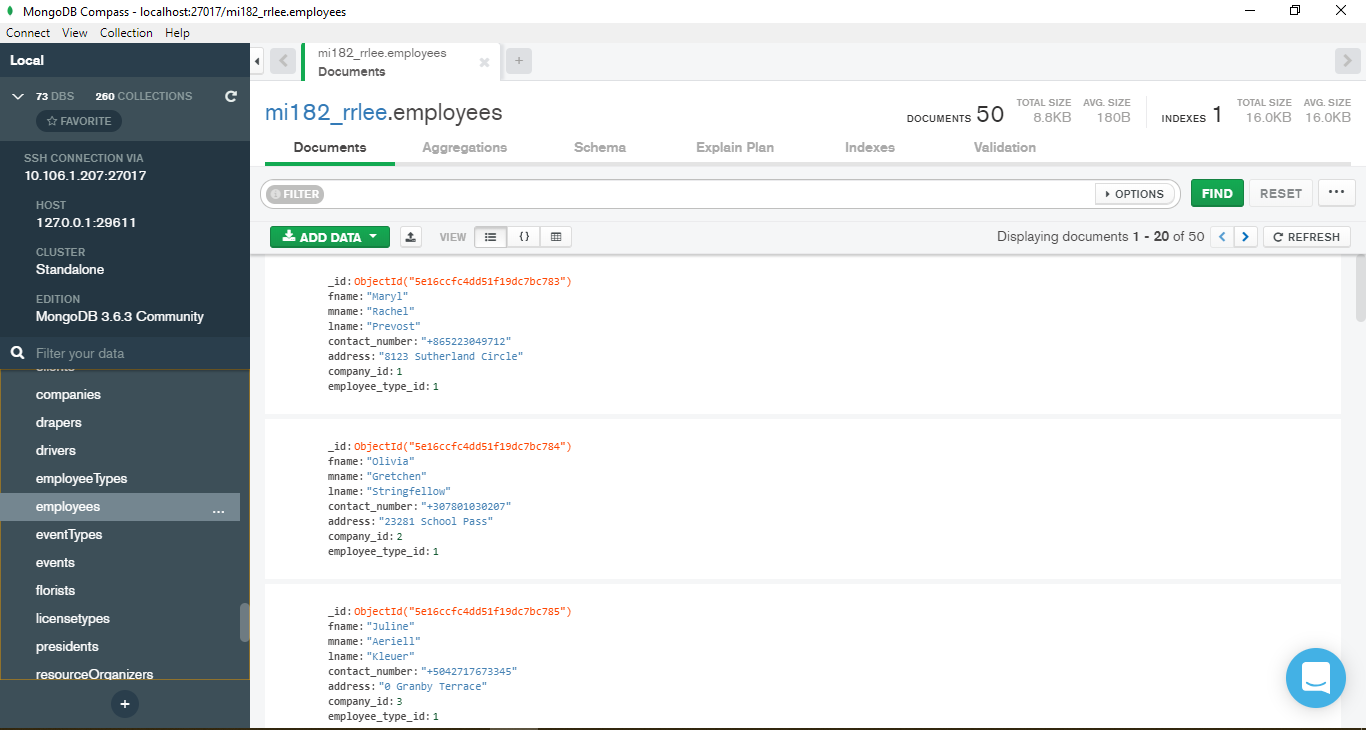 MongoDB Compass - localhost:27017/mi182_rrlee.employees
Connect View Collection Help
Local
73 DBS 260 COLLECTIONS
FAVORITE
SSH CONNECTION VIA
10.106.1.207:27017
HOST
127.0.0.1:29611
CLUSTER
Standalone
EDITION
MongoDB 3.6.3 Community
Filter your data
clients
companies
drapers
drivers
employeeTypes
employees ...
eventTypes
events
florists
licensetypes
presidents
resourceOrganizers
+
mi182_rrlee.employees
Documents
+
mi182_rrlee.employees
DOCUMENTS 50 TOTAL SIZE 8.8KB AVG. SIZE 180B INDEXES 1 TOTAL SIZE 16.0KB AVG. SIZE 16.0KB
Documents Aggregations Schema Explain Plan Indexes Validation
FILTER OPTIONS FIND RESET ...
ADD DATA VIEW {} Displaying documents 1 - 20 of 50 < > REFRESH
_id: ObjectId("5e16ccfc4dd51f19dc7bc783")
fname: "Maryl"
mname: "Rachel"
lname: "Prevost"
contact_number: "+865223049712"
address: "8123 Sutherland Circle"
company_id: 1
employee_type_id: 1
_id: ObjectId("5e16ccfc4dd51f19dc7bc784")
fname: "Olivia"
mname: "Gretchen"
lname: "Stringfellow"
contact_number: "+307801030207"
address: "23281 School Pass"
company_id: 2
employee_type_id: 1
_id: ObjectId("5e16ccfc4dd51f19dc7bc785")
fname: "Juline"
mname: "Aeriell"
lname: "Kleuer"
contact_number: "+5042717673345"
address: "0 Granby Terrace"
company_id: 3
employee_type_id: 1